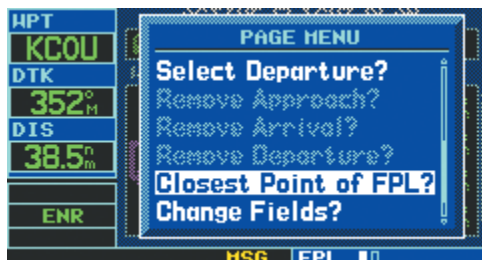 WPT
KCOU
DTK
352°M
DIS
38.5nm
ENR
PAGE MENU
Select Departure?
Remove Approach?
Remove Arrival?
Remove Departure?
Closest Point of FPL?
Change Fields?
MSG FPL